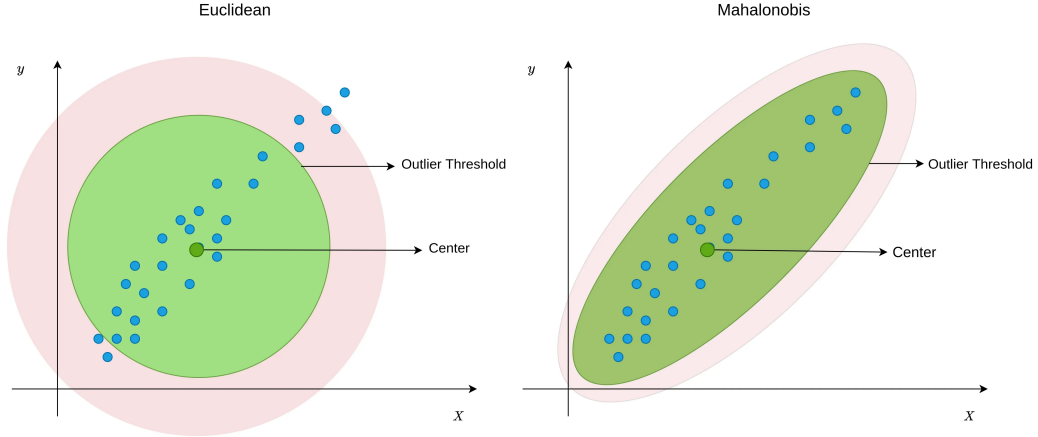 Euclidean
y
Outlier Threshold
Center
X
Mahalonobis
y
Outlier Threshold
Center
X